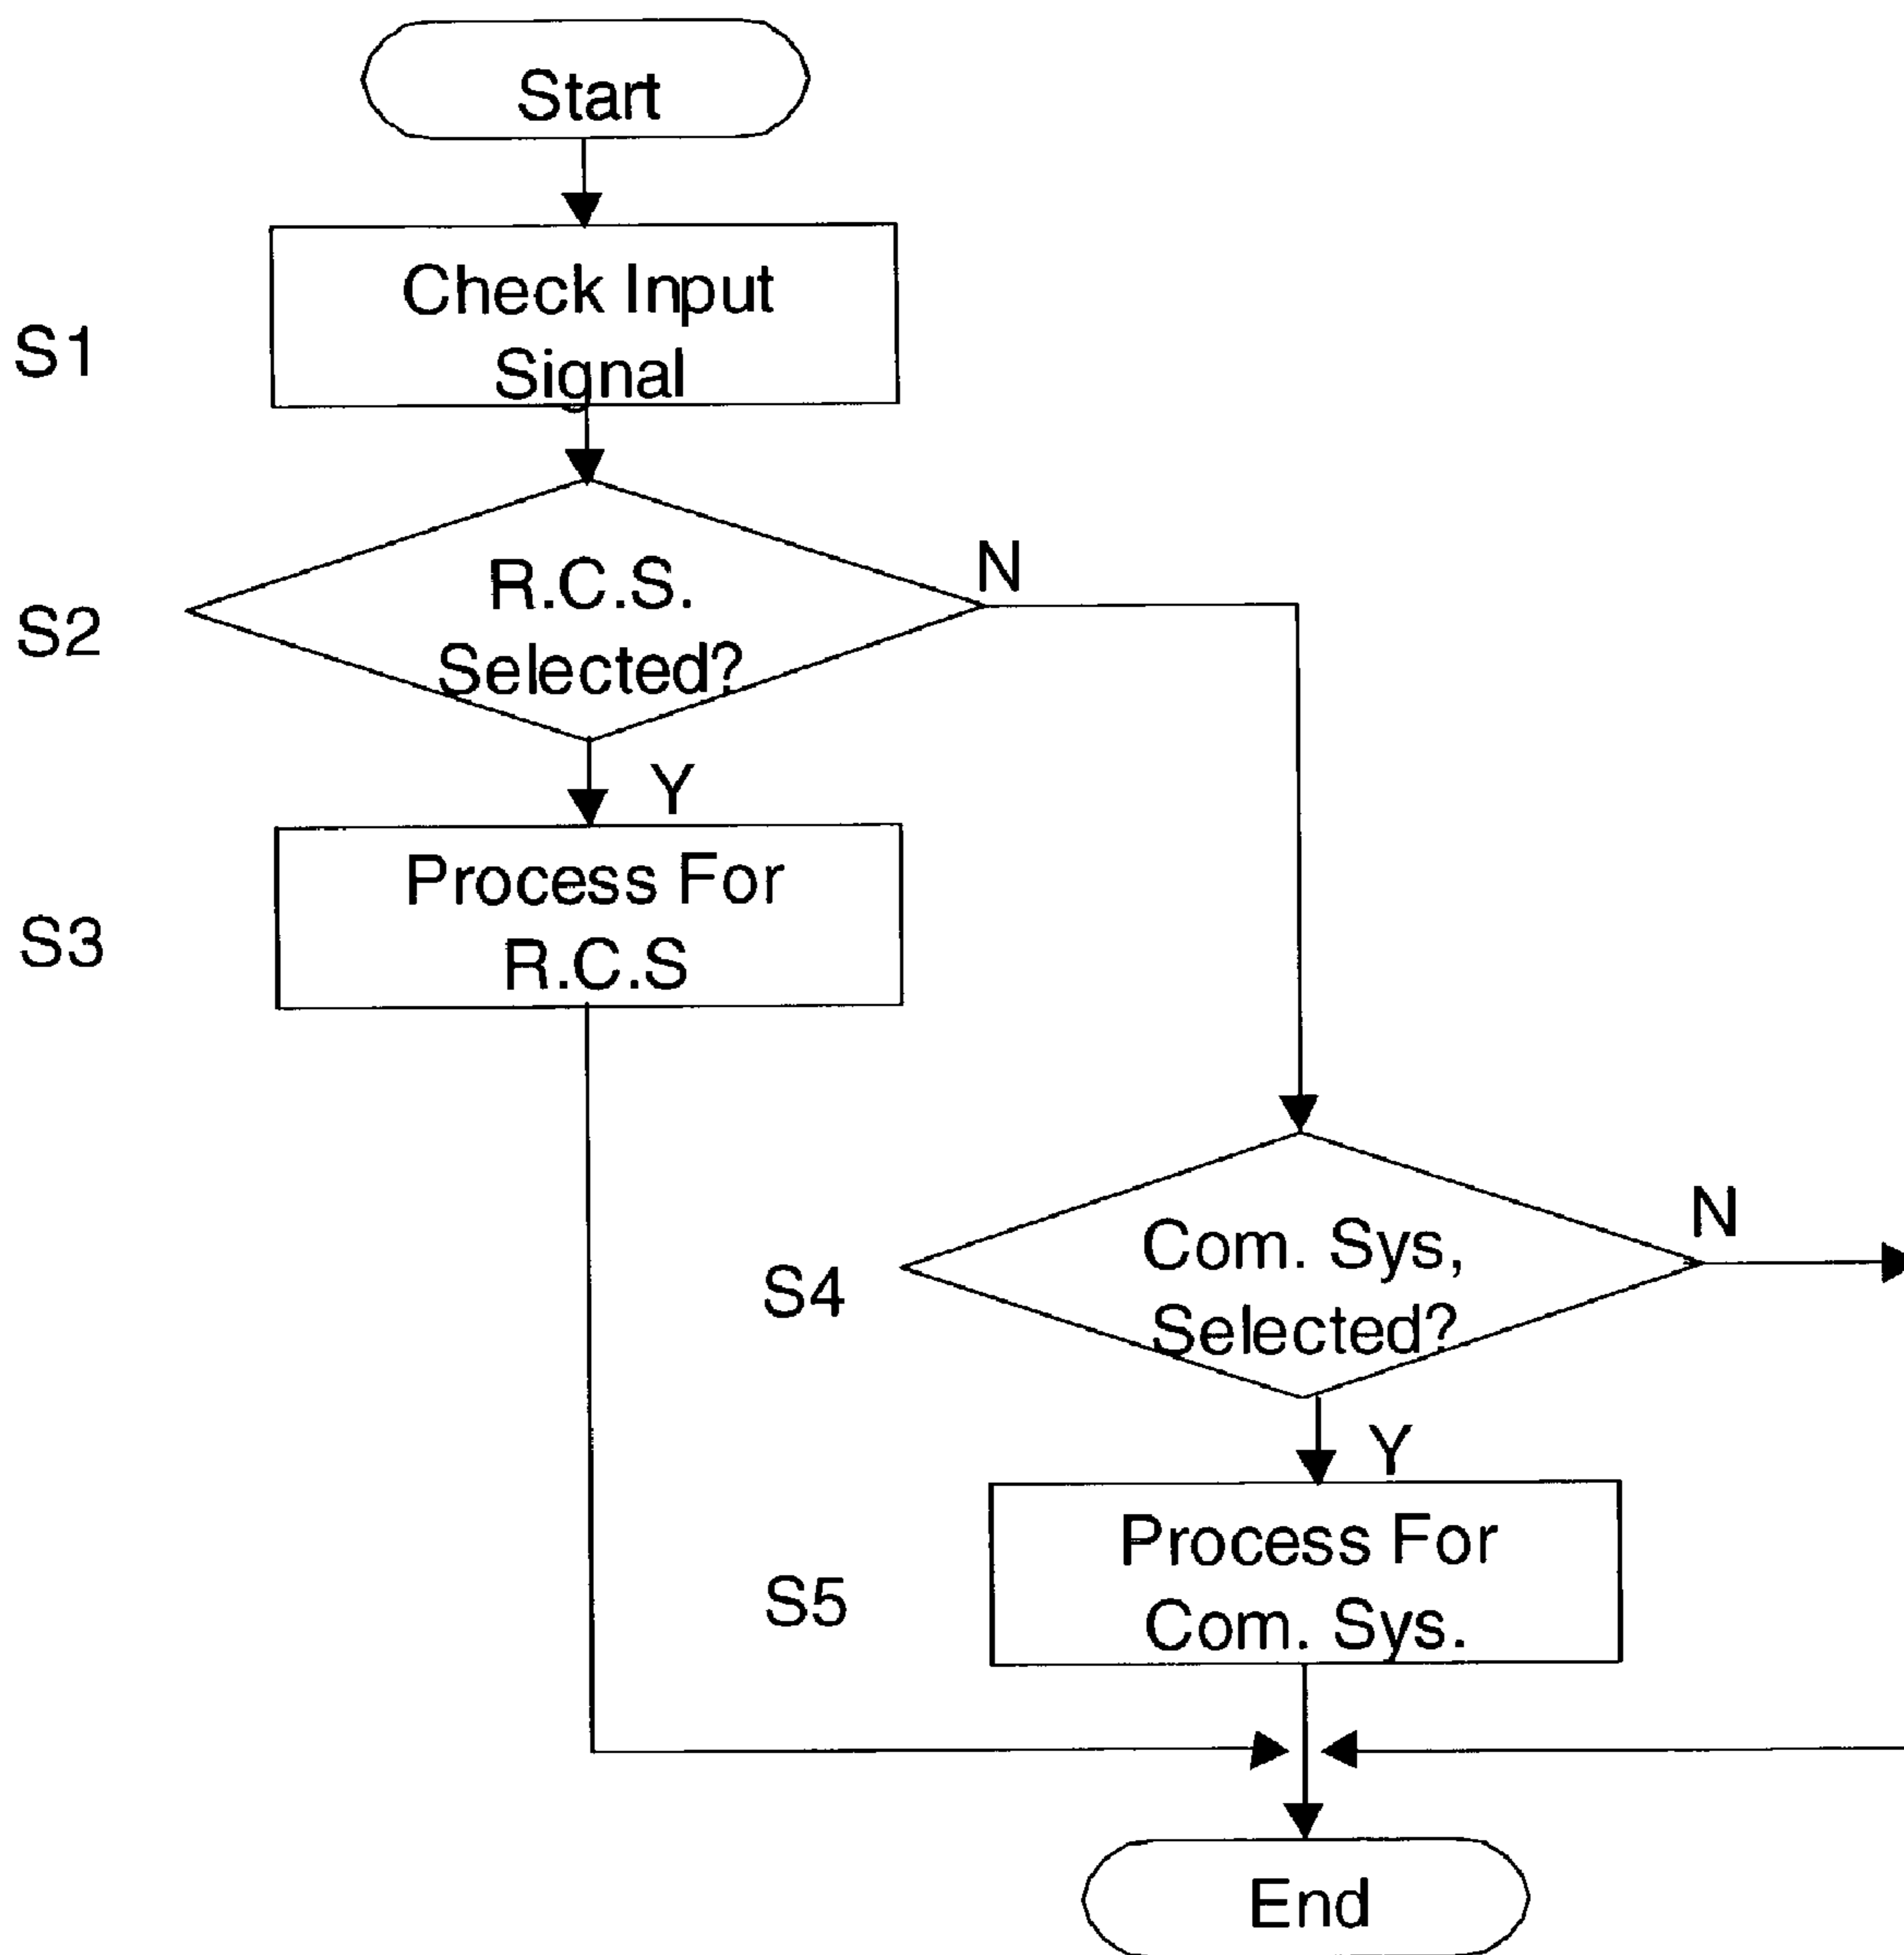 Start
S1
Check Input
Signal
S2
R.C.S.
Selected?
N
Y
S3
Process For
R.C.S
S4
Com. Sys,
Selected?
N
Y
S5
Process For
Com. Sys.
End